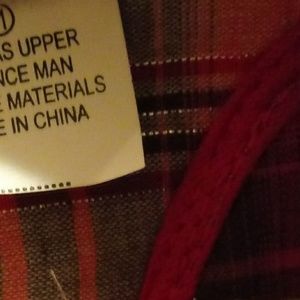 AS UPPER
NCE MAN
E MATERIALS
E IN CHINA